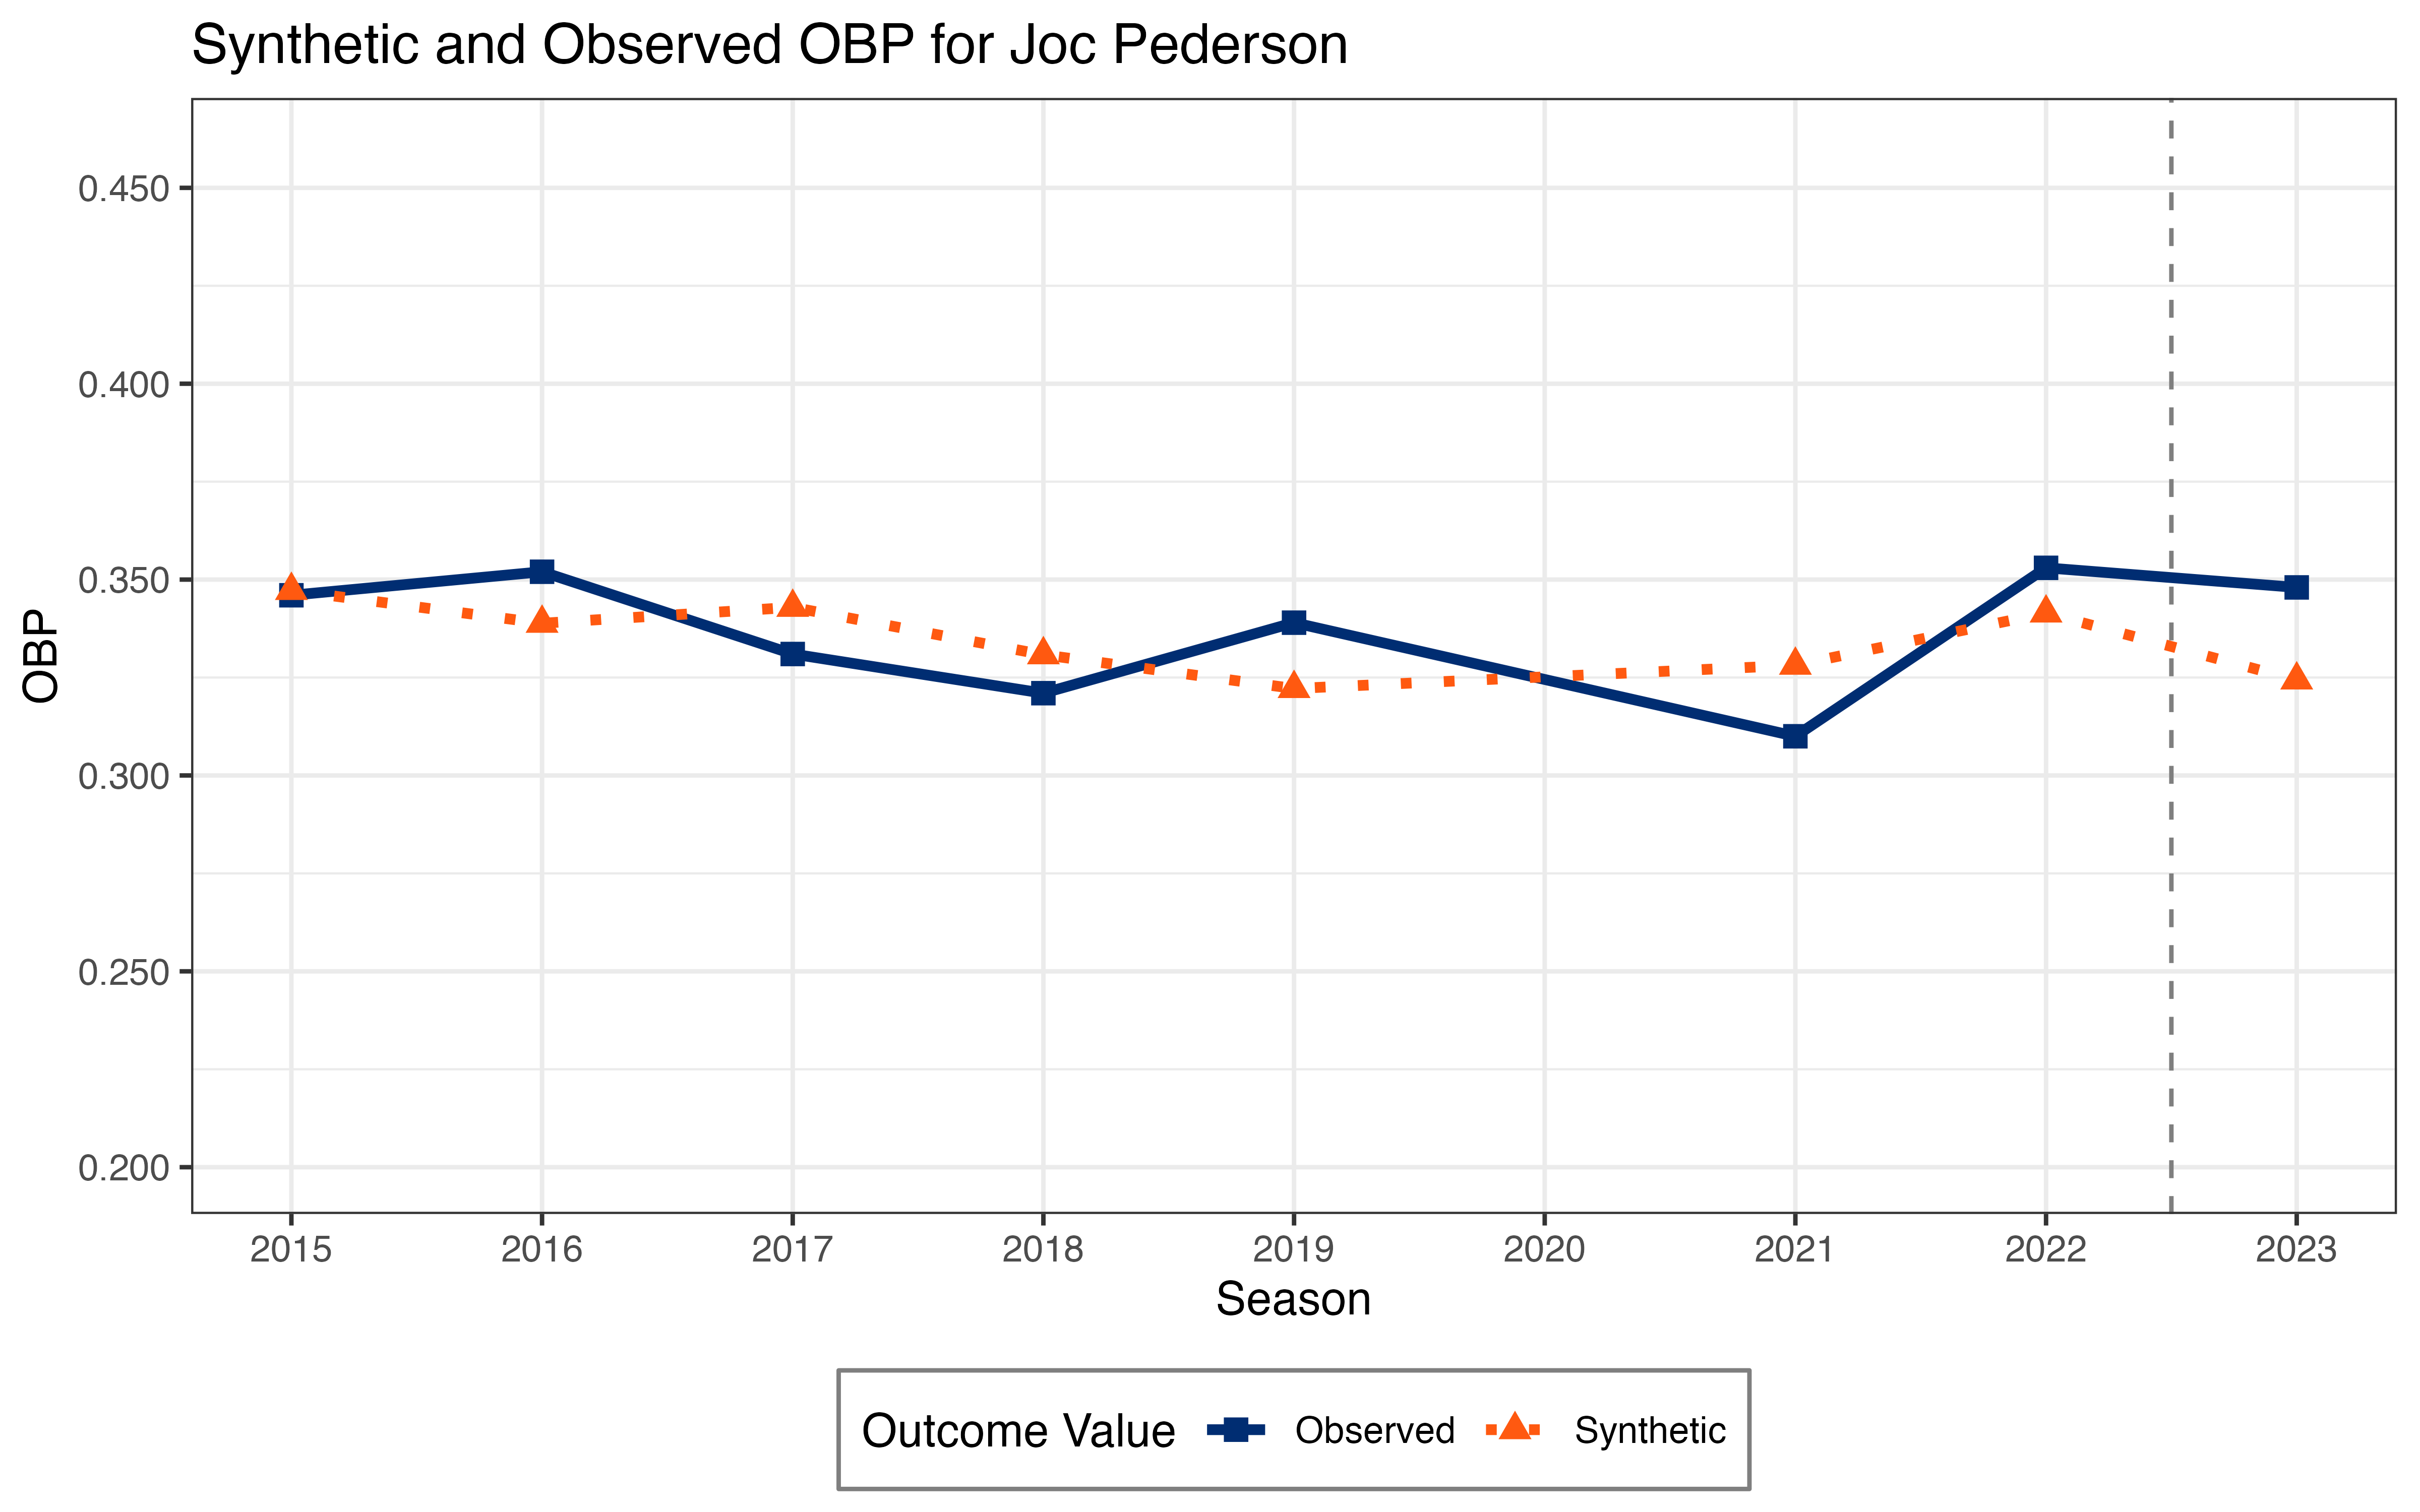 Synthetic and Observed OBP for Joc Pederson
OBP
0.450
0.400
0.350
0.300
0.250
0.200
2015 2016 2017 2018 2019 2020 2021 2022 2023
Season
Outcome Value Observed Synthetic